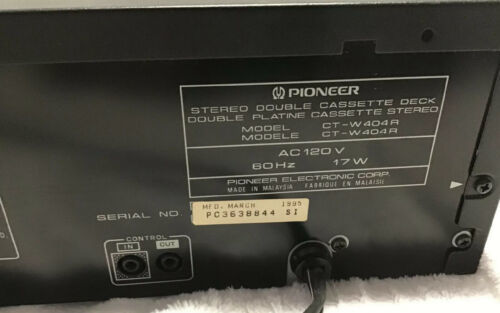 PIONEER
STEREO DOUBLE CASSETTE DECK
DOUBLE PLATINE CASSETTE STEREO
MODEL CT-W404R
MODELE CT-W404R
AC120V
60Hz 17W
PIONEER ELECTRONIC CORP.
MADE IN MALAYSIA FABRIQUE EN MALAISIE
SERIAL NO.
MFD. MARCH 1995
PC3638844 SI
CONTROL
IN OUT